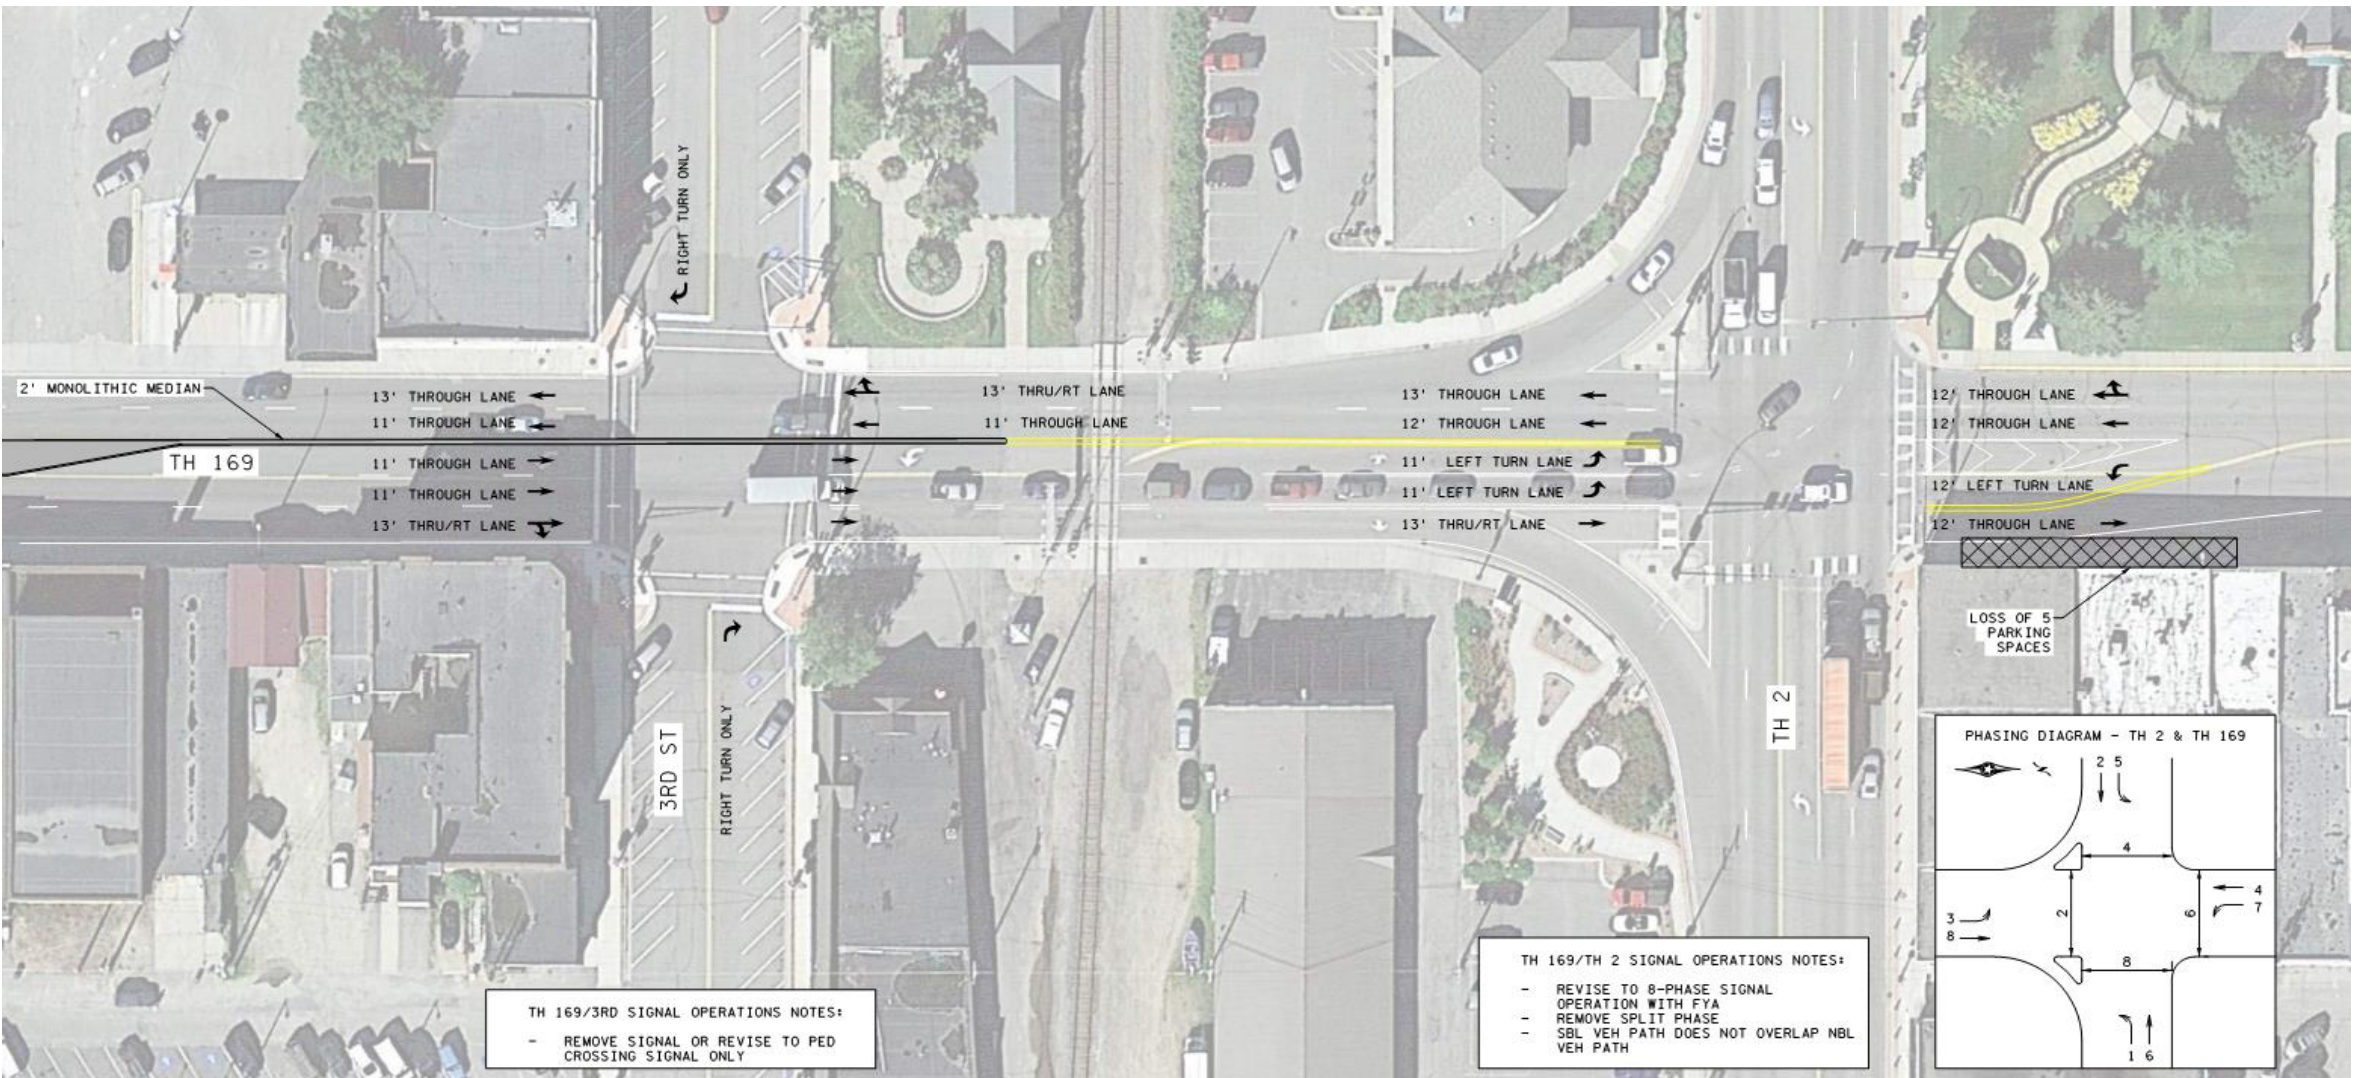 RIGHT TURN ONLY
2' MONOLITHIC MEDIAN
13' THROUGH LANE
11' THROUGH LANE
TH 169
11' THROUGH LANE
11' THROUGH LANE
13' THRU/RT LANE
13' THRU/RT LANE
11' THROUGH LANE
13' THROUGH LANE
12' THROUGH LANE
11' LEFT TURN LANE
11' LEFT TURN LANE
13' THRU/RT LANE
12' THROUGH LANE
12' THROUGH LANE
12' LEFT TURN LANE
12' THROUGH LANE
LOSS OF 5
PARKING
SPACES
3RD ST
RIGHT TURN ONLY
TH 2
TH 169/3RD SIGNAL OPERATIONS NOTES:
- REMOVE SIGNAL OR REVISE TO PED
CROSSING SIGNAL ONLY
TH 169/TH 2 SIGNAL OPERATIONS NOTES:
- REVISE TO 8-PHASE SIGNAL
OPERATION WITH FYA
- REMOVE SPLIT PHASE
- SBL VEH PATH DOES NOT OVERLAP NBL
VEH PATH
PHASING DIAGRAM - TH 2 & TH 169
2 5
4
4
7
3
8
2
6
8
1 6